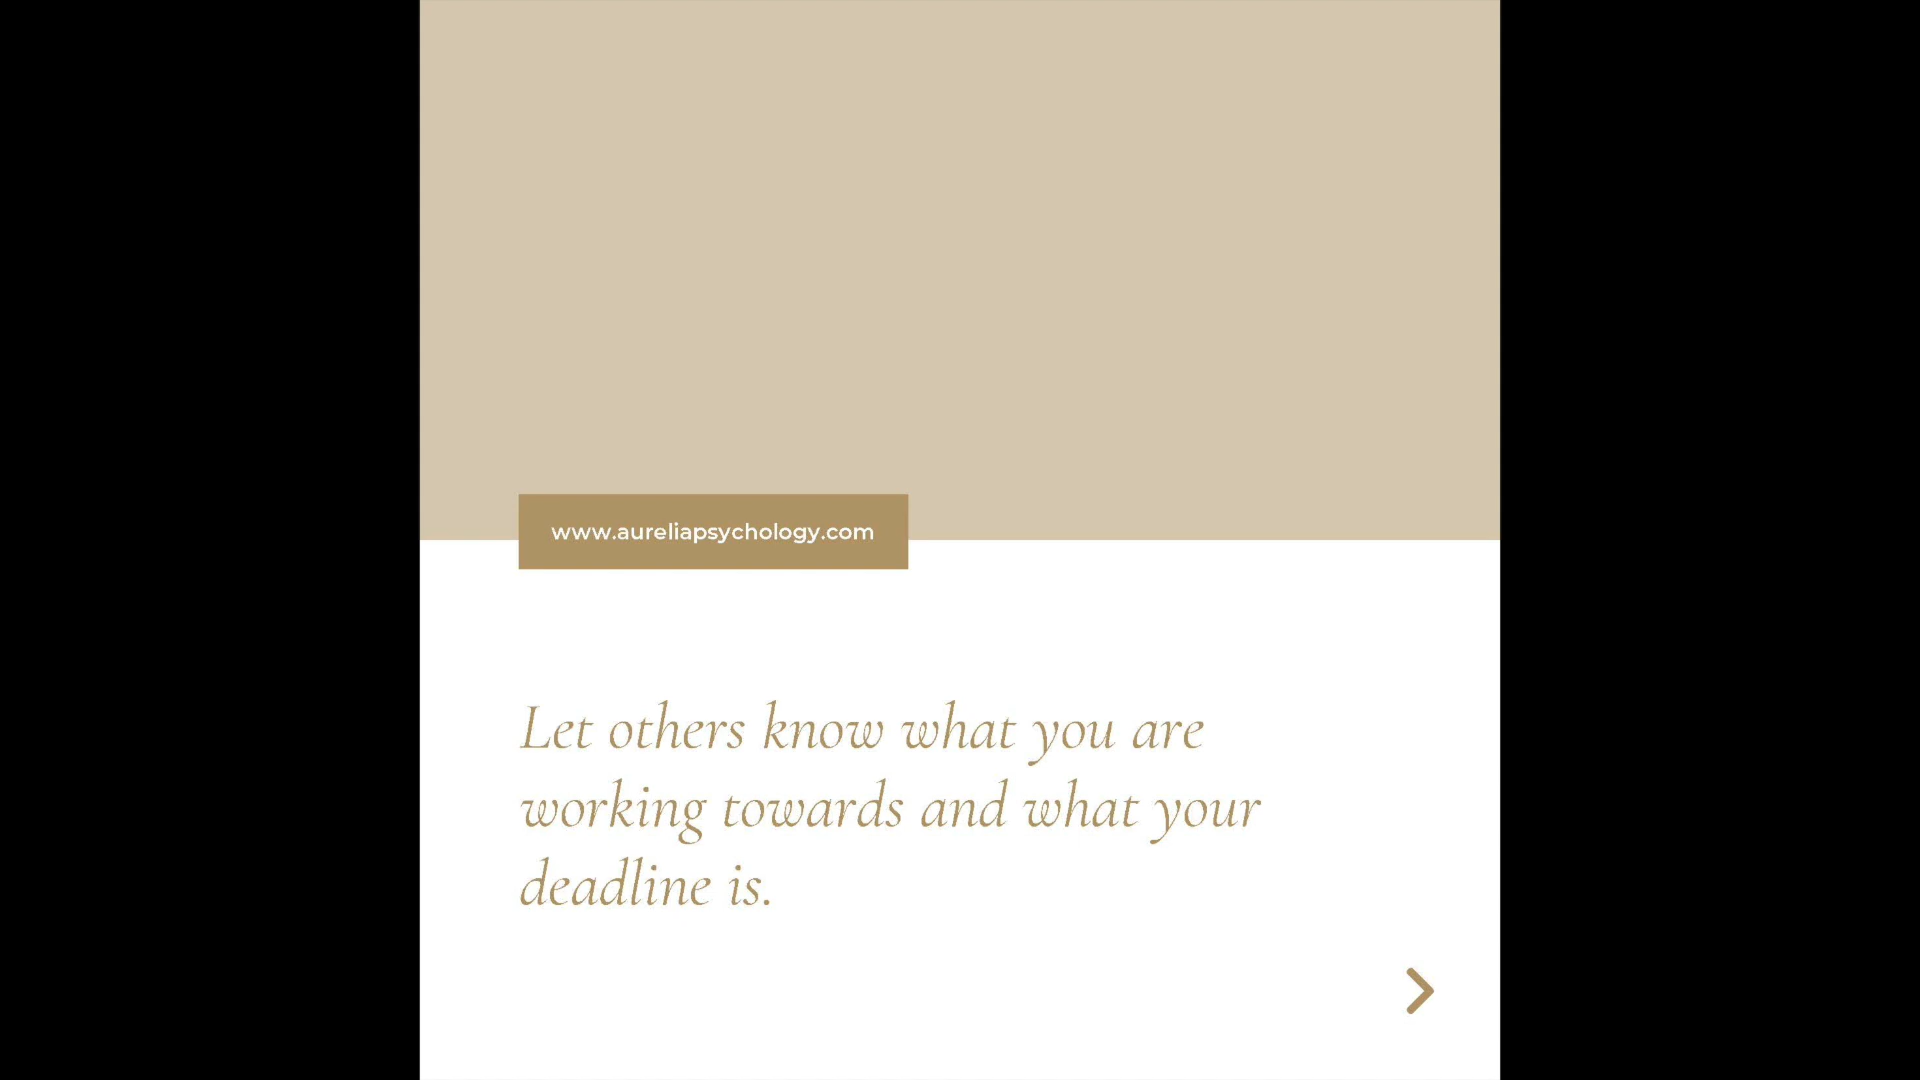 www.aureliapsychology.com
Let others know what you are
working towards and what your
deadline is.